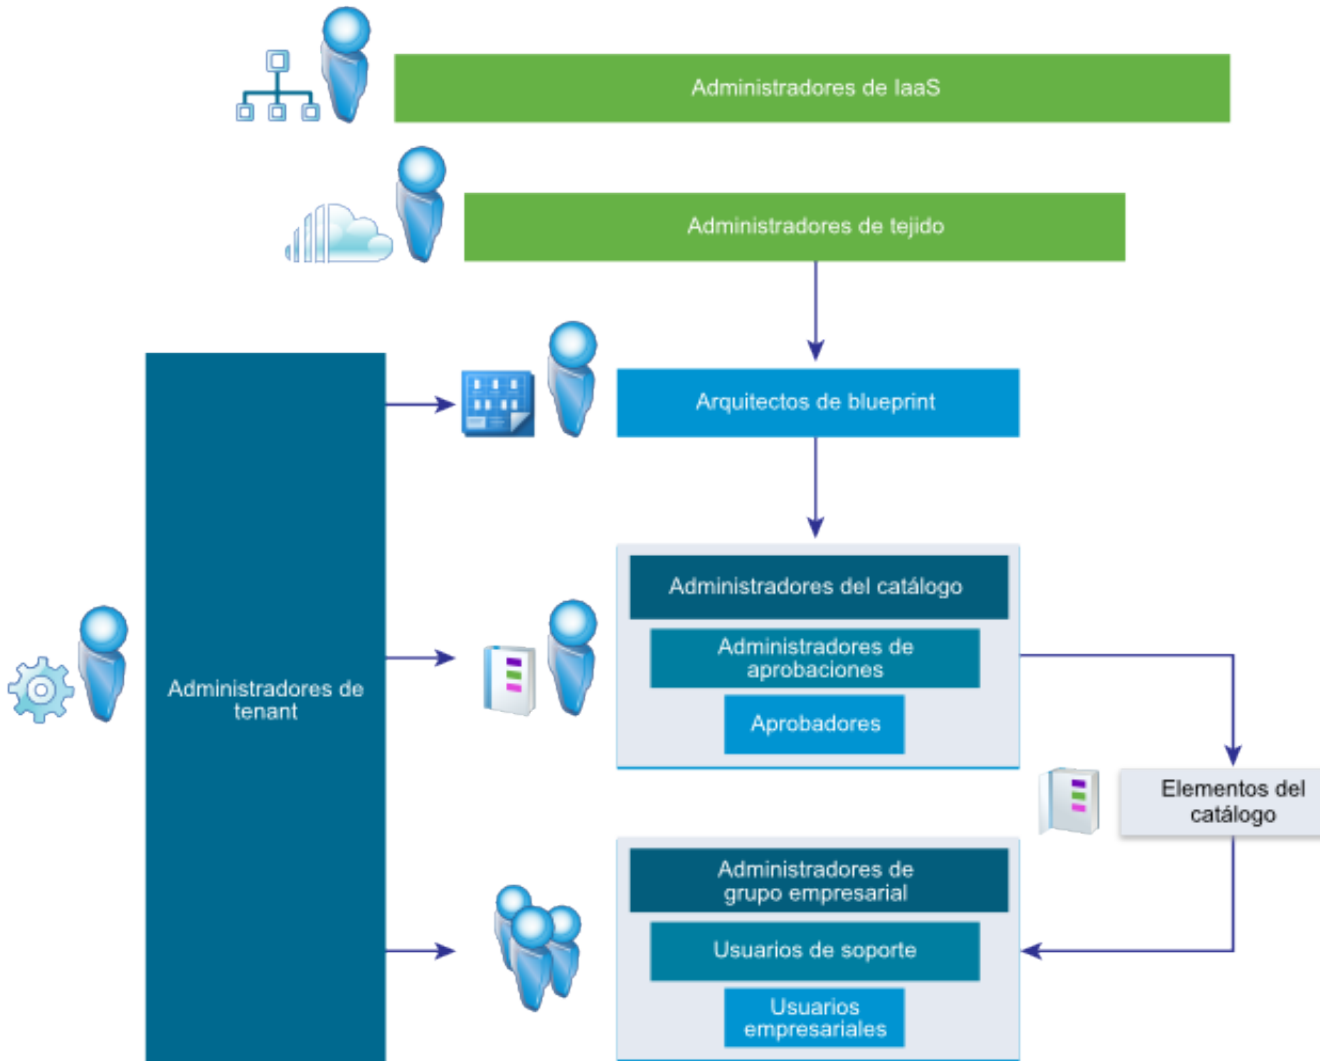 Administradores de IaaS
Administradores de tejido
Arquitectos de blueprint
Administradores del catálogo
Administradores de
aprobaciones
Aprobadores
Administradores de
tenant
Elementos del
catálogo
Administradores de
grupo empresarial
Usuarios de soporte
Usuarios
empresariales